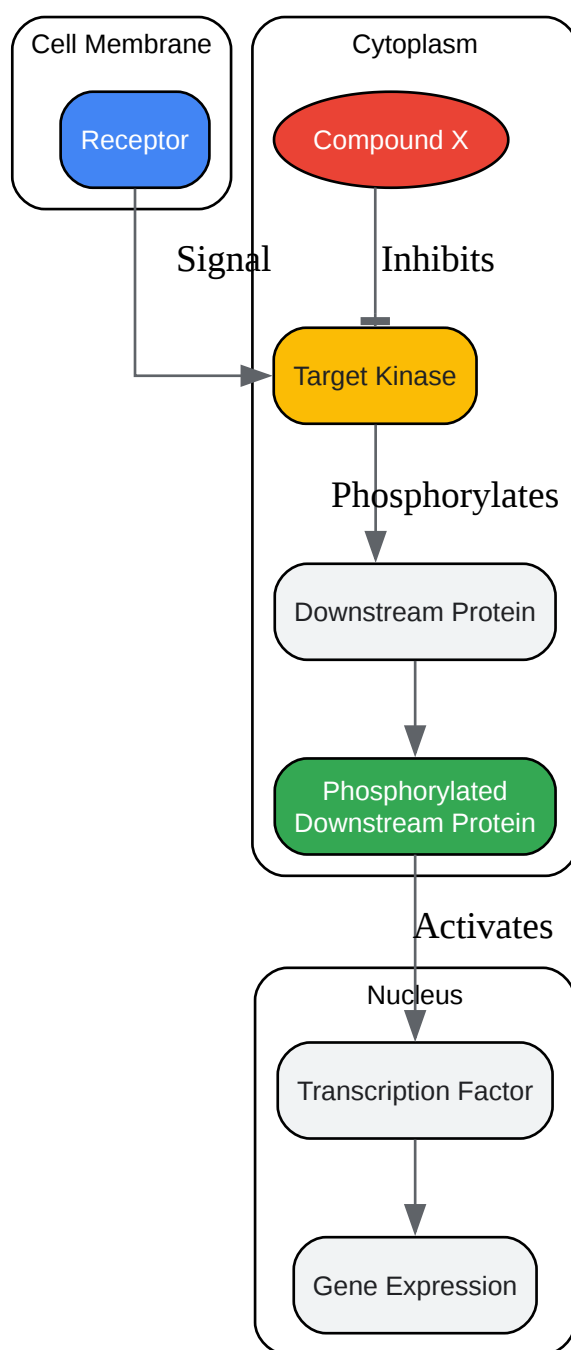 Cell Membrane
Cytoplasm
Receptor
Compound X
Signal
Inhibits
Target Kinase
Phosphorylates
Downstream Protein
Phosphorylated
Downstream Protein
Activates
Nucleus
Transcription Factor
Gene Expression